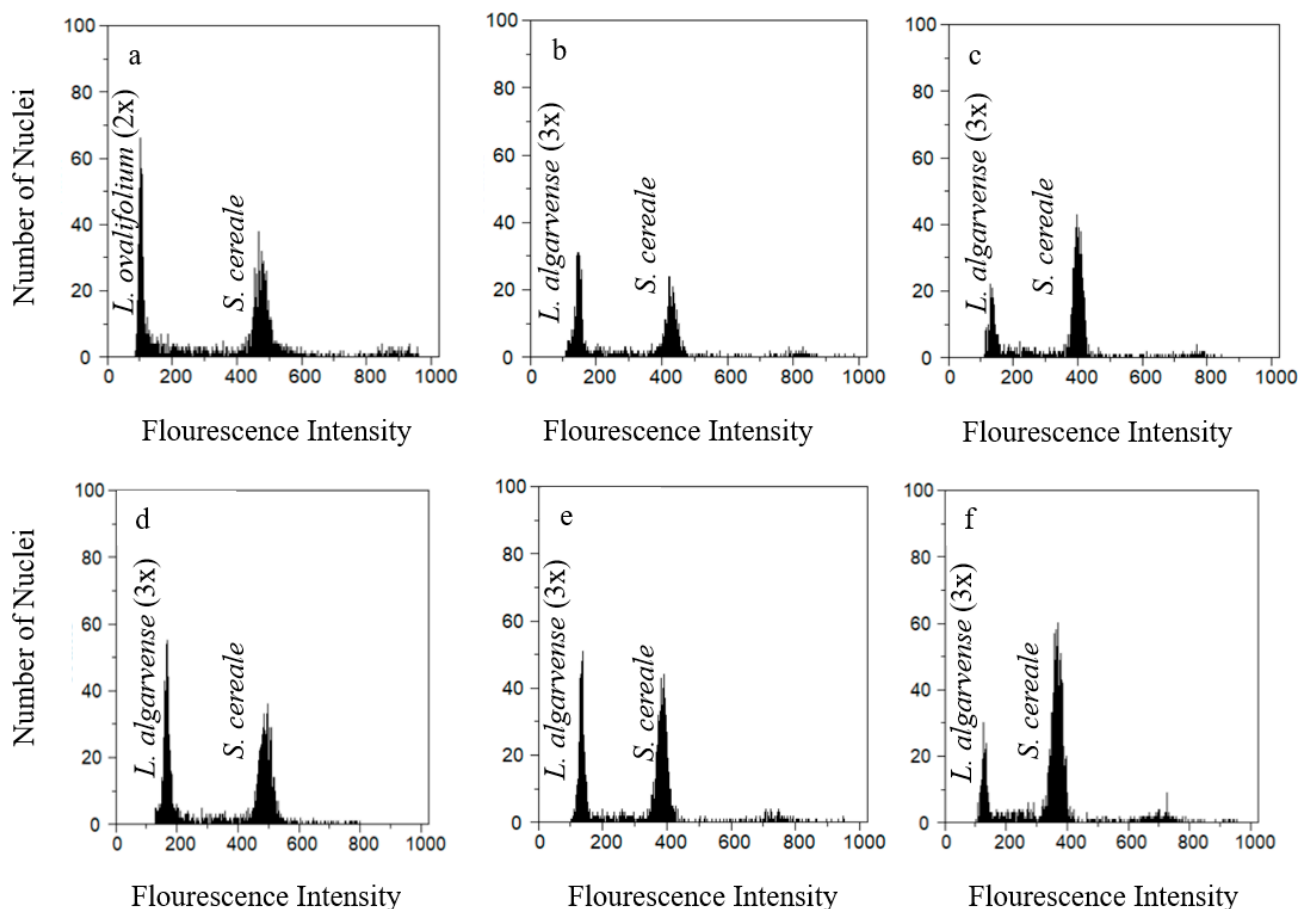 a
100
80
60
40
20
0
0 200 400 600 800 1000
L. ovalifolium (2x)
S. cereale
Number of Nuclei
Flourescence Intensity
b
100
80
60
40
20
0
0 200 400 600 800 1000
L. algarvense (3x)
S. cereale
Flourescence Intensity
c
100
80
60
40
20
0
0 200 400 600 800 1000
L. algarvense (3x)
S. cereale
Flourescence Intensity
d
100
80
60
40
20
0
0 200 400 600 800 1000
L. algarvense (3x)
S. cereale
Number of Nuclei
Flourescence Intensity
e
100
80
60
40
20
0
0 200 400 600 800 1000
L. algarvense (3x)
S. cereale
Flourescence Intensity
f
100
80
60
40
20
0
0 200 400 600 800 1000
L. algarvense (3x)
S. cereale
Flourescence Intensity